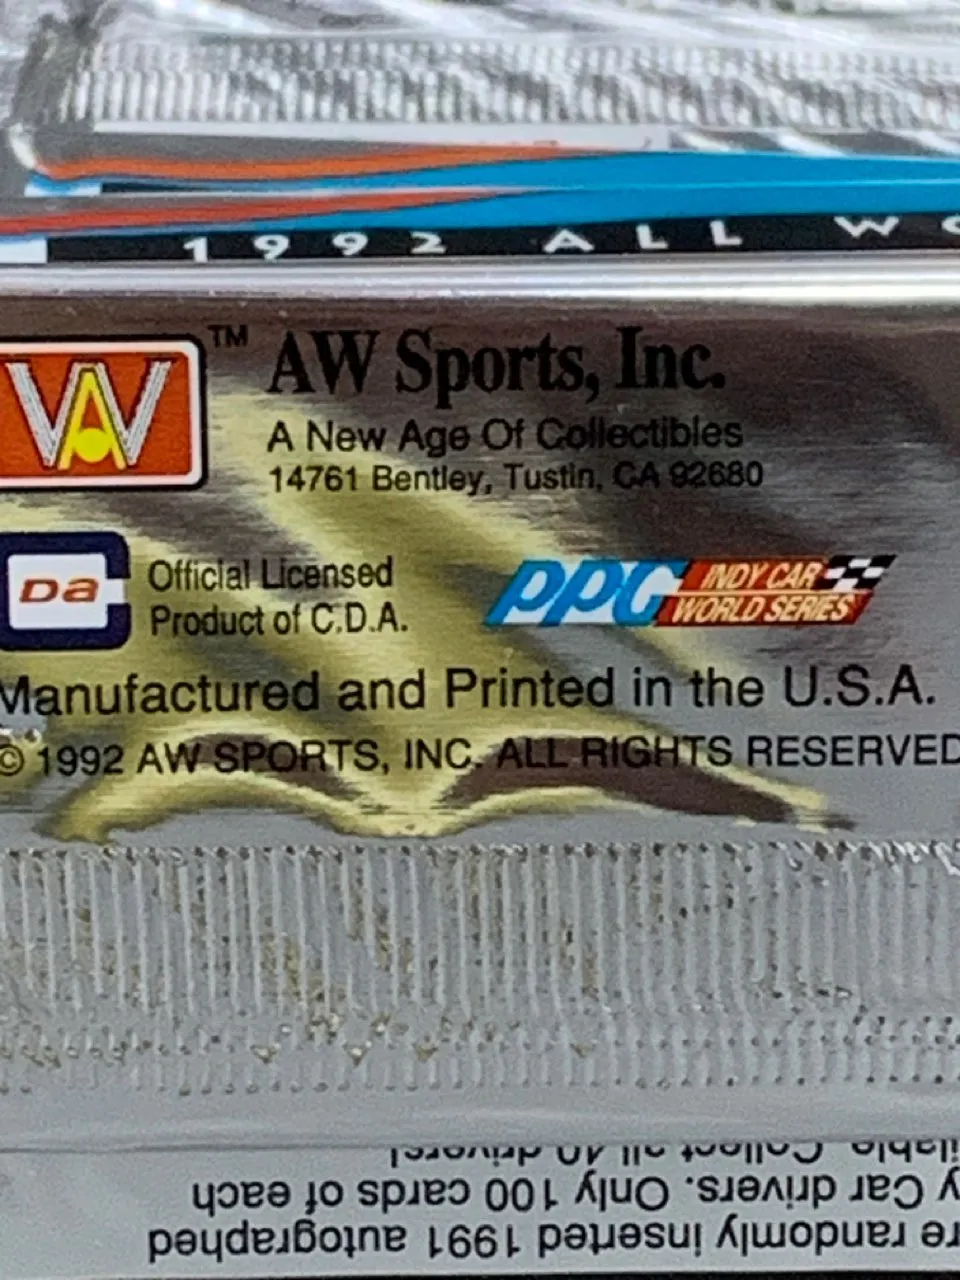 1992 ALL
TM
AW Sports, Inc.
A New Age Of Collectibles
14761 Bentley, Tustin, CA 92680
Da
Official Licensed
Product of C.D.A.
PPG INDY CAR
WORLD SERIES
Manufactured and Printed in the U.S.A.
© 1992 AW SPORTS, INC. ALL RIGHTS RESERVED
randomly inserted 1991 autographed
Car drivers. Only 100 cards of each
Collect all 40 drivers!